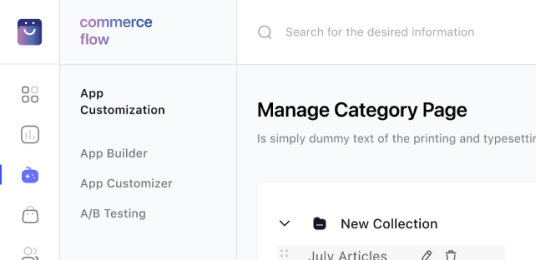 commerce
flow
Search for the desired information
App
Customization
App Builder
App Customizer
A/B Testing
Manage Category Page
Is simply dummy text of the printing and
New Collection
July Articles